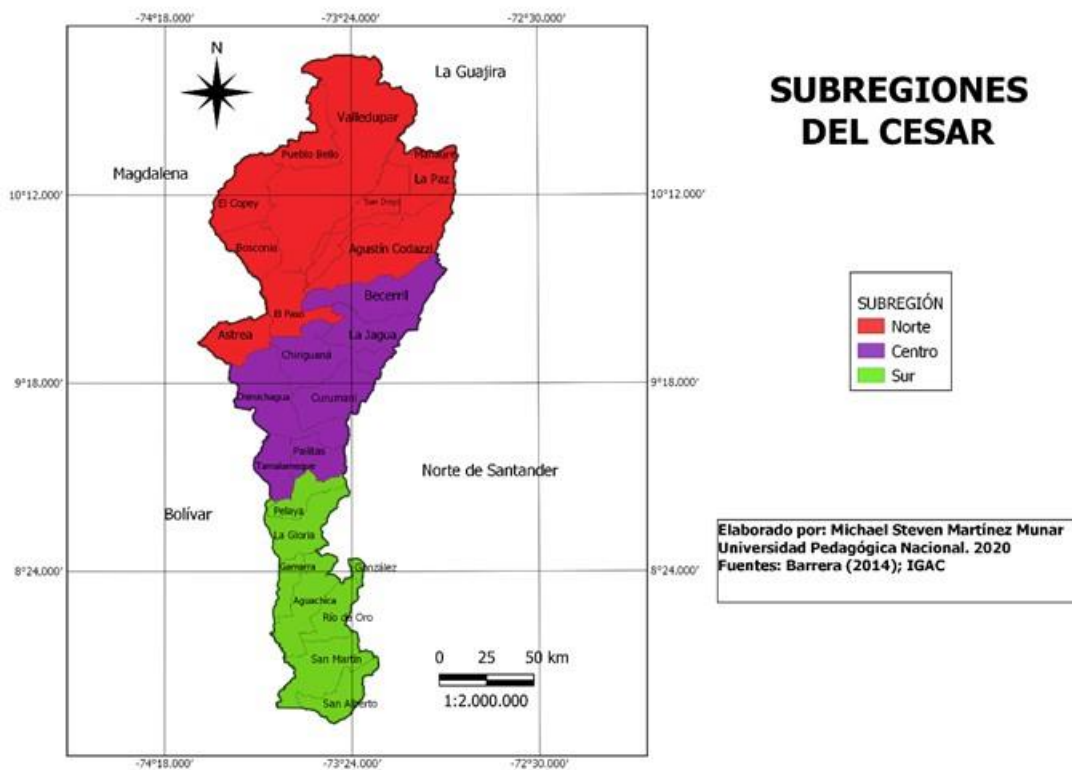 -74°18.000'
-73°24.000'
-72°30.000'
N
La Guajira
SUBREGIONES
DEL CESAR
Valledupar
Pueblo Bello
Manaure
Magdalena
La Paz
10°12.000'
10°12.000'
El Copey
San Diego
Bosconia
Agustín Codazzi
Becerril
SUBREGIÓN
Norte
Centro
Sur
El Paso
Astrea
La Jagua
Chiriguaná
9°18.000'
9°18.000'
Chimichagua
Curumaní
Pailitas
Tamalameque
Norte de Santander
Bolívar
Pelaya
La Gloria
Elaborado por: Michael Steven Martínez Munar
Universidad Pedagógica Nacional. 2020
Fuentes: Barrera (2014); IGAC
8°24.000'
Gamarra
González
8°24.000'
Aguachica
Río de Oro
San Martín
0 25 50 km
1:2.000.000
San Alberto
-74°18.000'
-73°24.000'
-72°30.000'